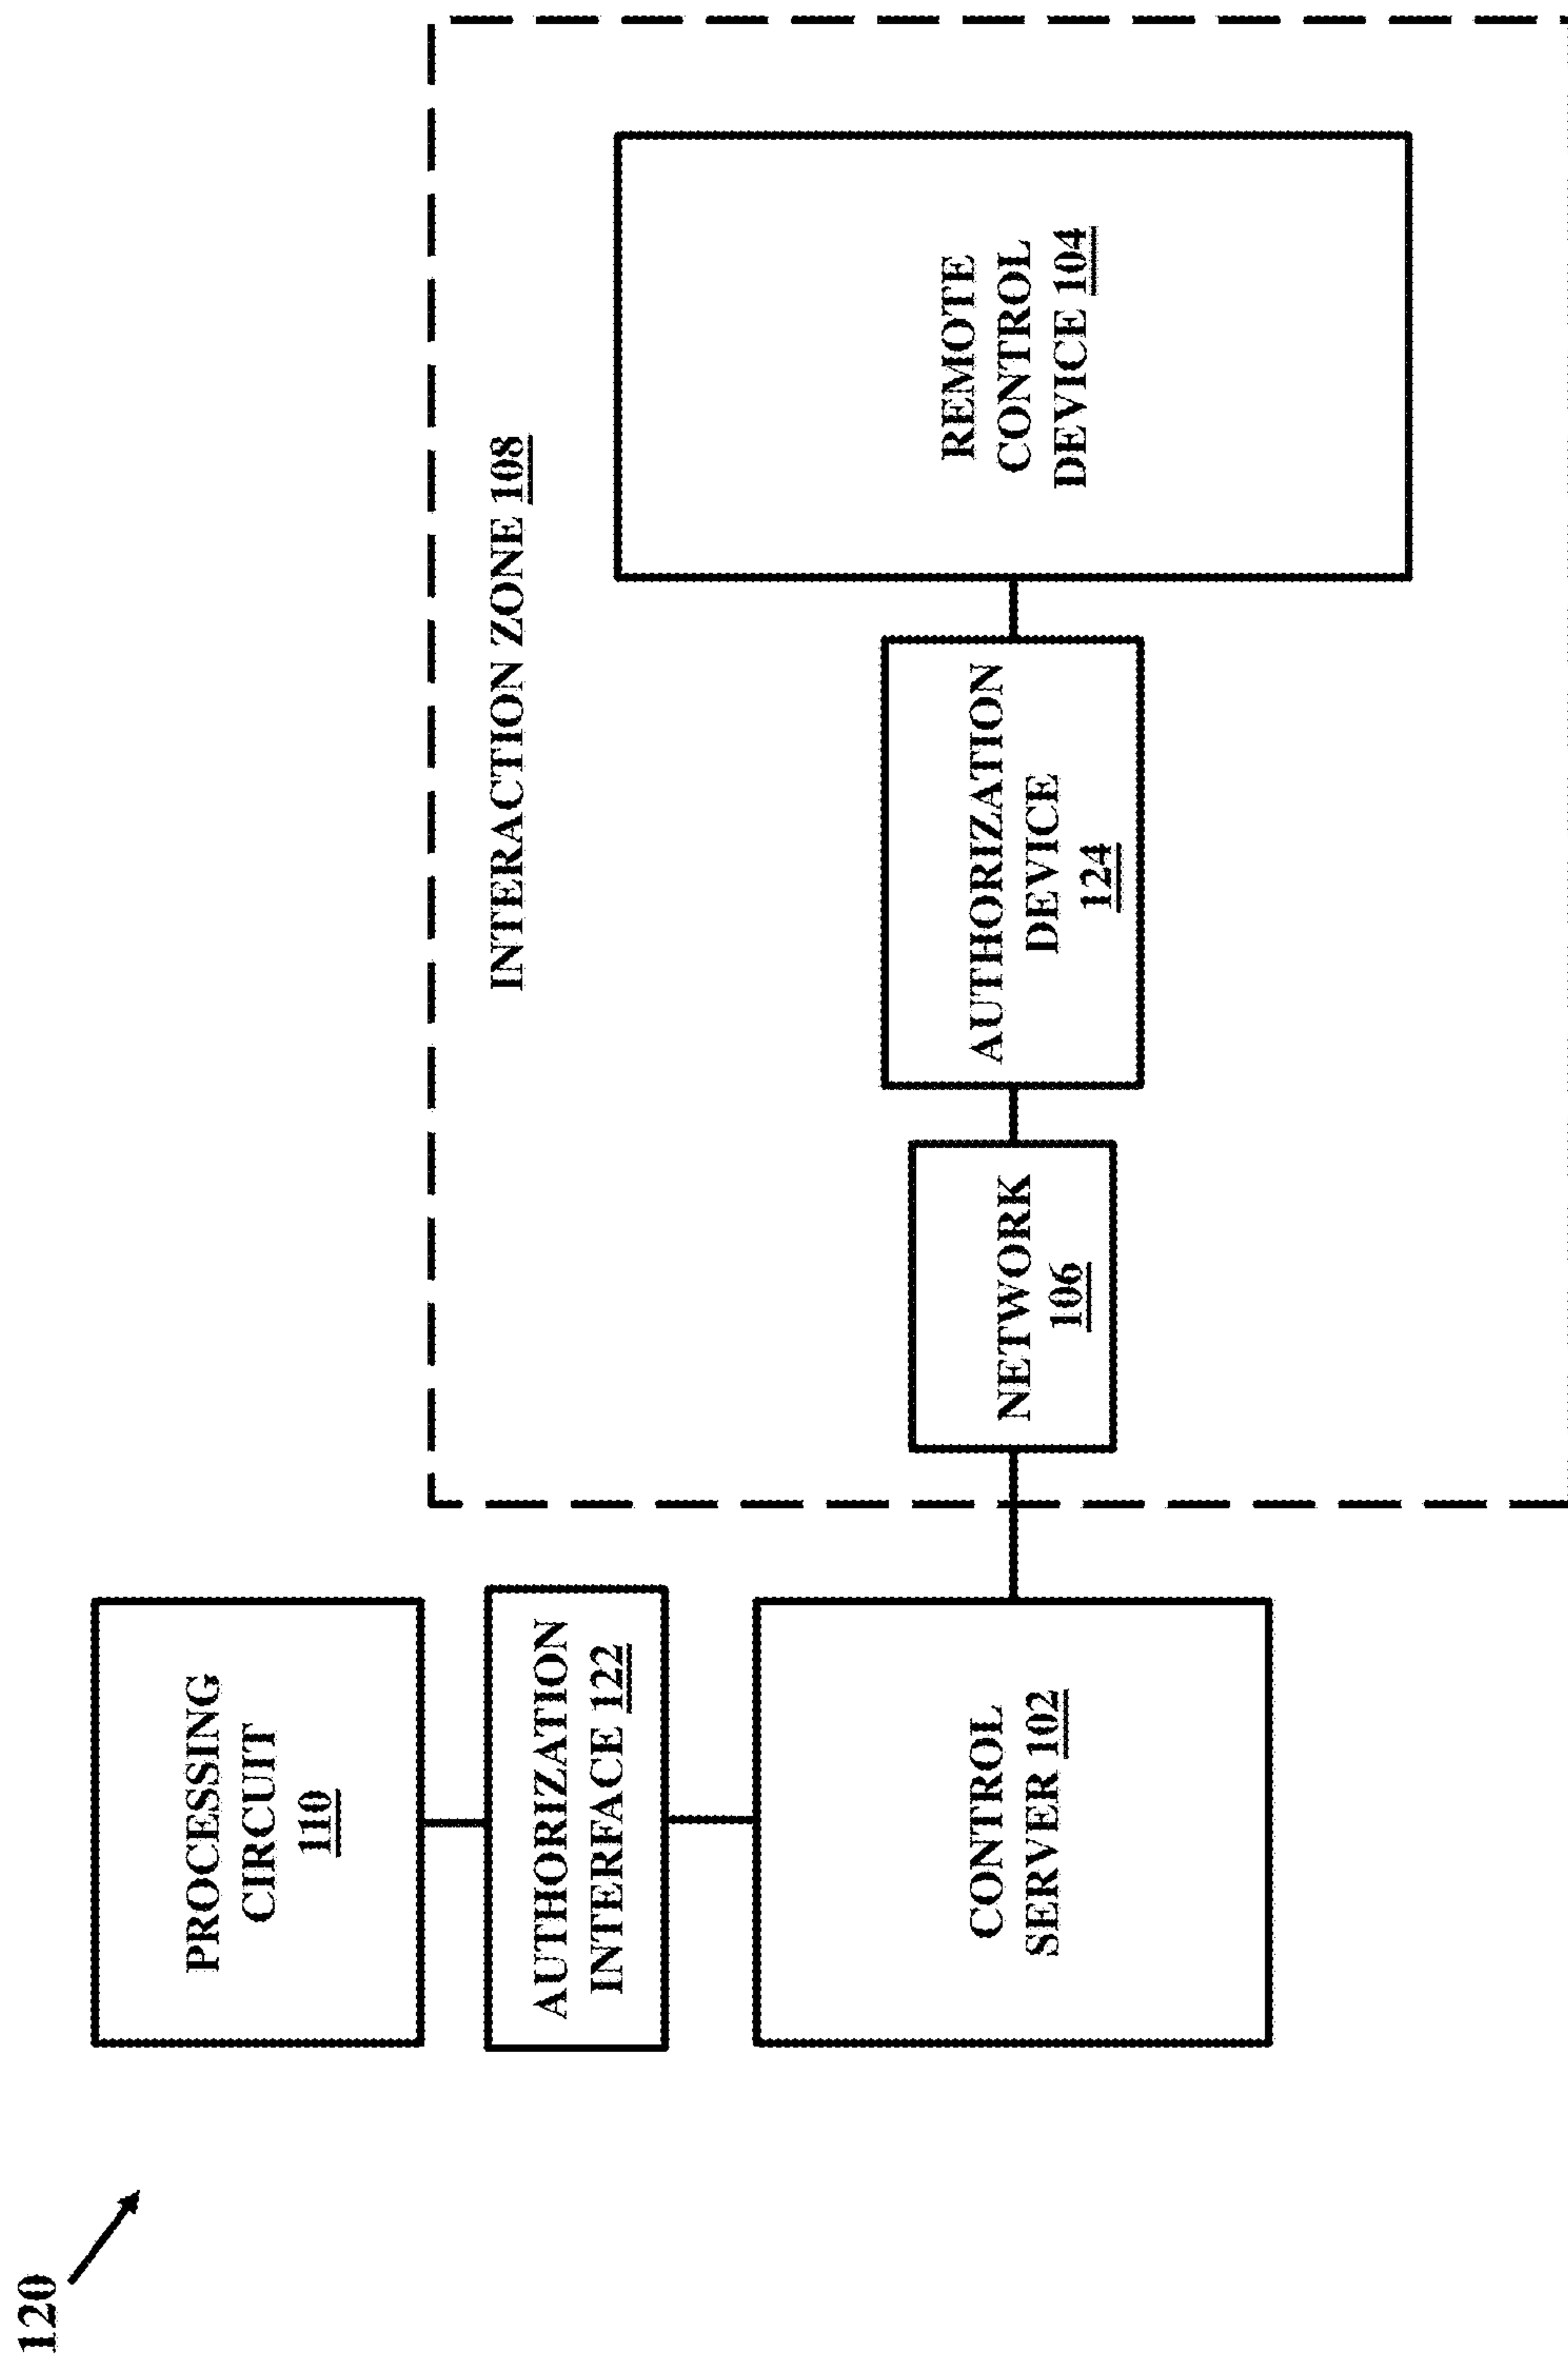 120
PROCESSING
CIRCUIT
110
AUTHORIZATION
INTERFACE 122
CONTROL
SERVER 102
INTERACTION ZONE 108
NETWORK
106
AUTHORIZATION
DEVICE
124
REMOTE
CONTROL
DEVICE 104